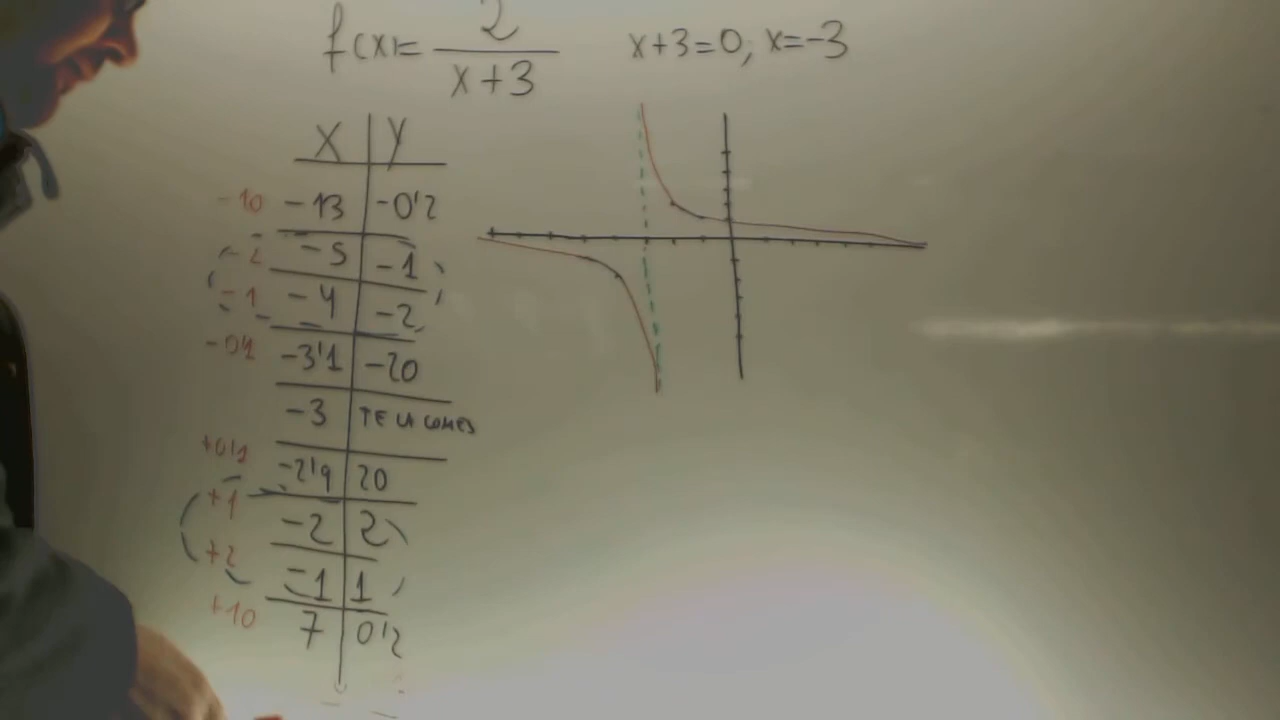 f(x)= 2/(x+3) x+3=0, x=-3
x y
-10 -13 -0'2
-2 -5 -1
-1 -4 -2
-0'1 -3'1 -20
-3 TE LA COMES
+0'1 -2'9 20
+1 -2 2
+2 -1 1
+10 7 0'2